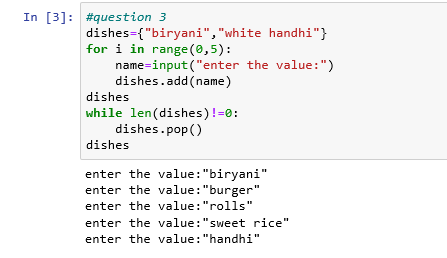 In [3]: #question 3
dishes={"biryani","white handhi"}
for i in range(0,5):
    name=input("enter the value:")
    dishes.add(name)
dishes
while len(dishes)!=0:
    dishes.pop()
dishes
enter the value:"biryani"
enter the value:"burger"
enter the value:"rolls"
enter the value:"sweet rice"
enter the value:"handhi"